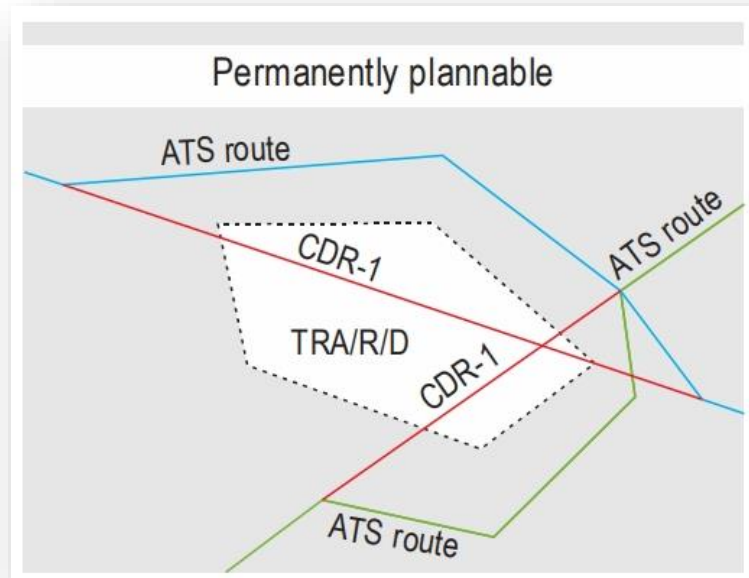 Permanently plannable
ATS route
ATS route
CDR-1
TRA/R/D
CDR-1
ATS route